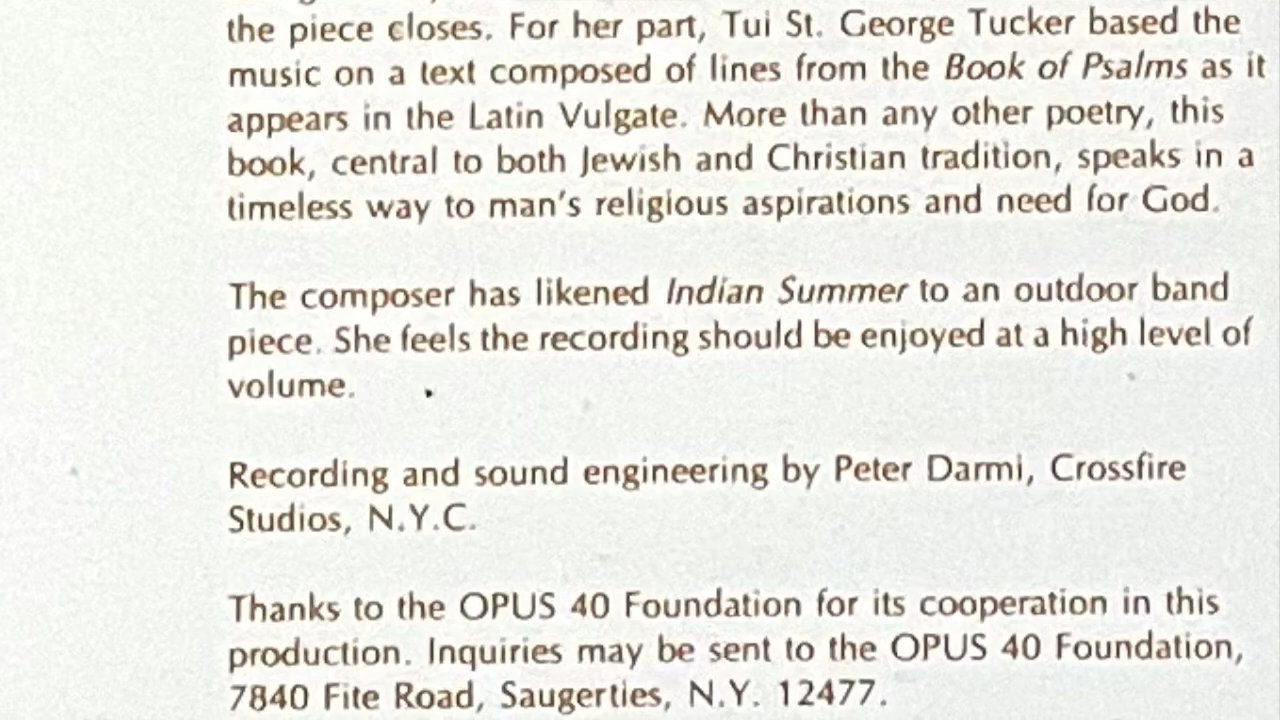 the piece closes. For her part, Tui St. George Tucker based the
music on a text composed of lines from the Book of Psalms as it
appears in the Latin Vulgate. More than any other poetry, this
book, central to both Jewish and Christian tradition, speaks in a
timeless way to man's religious aspirations and need for God.
The composer has likened Indian Summer to an outdoor band
piece. She feels the recording should be enjoyed at a high level of
volume.
Recording and sound engineering by Peter Darmi, Crossfire
Studios, N.Y.C.
Thanks to the OPUS 40 Foundation for its cooperation in this
production. Inquiries may be sent to the OPUS 40 Foundation,
7840 Fite Road, Saugerties, N.Y. 12477.